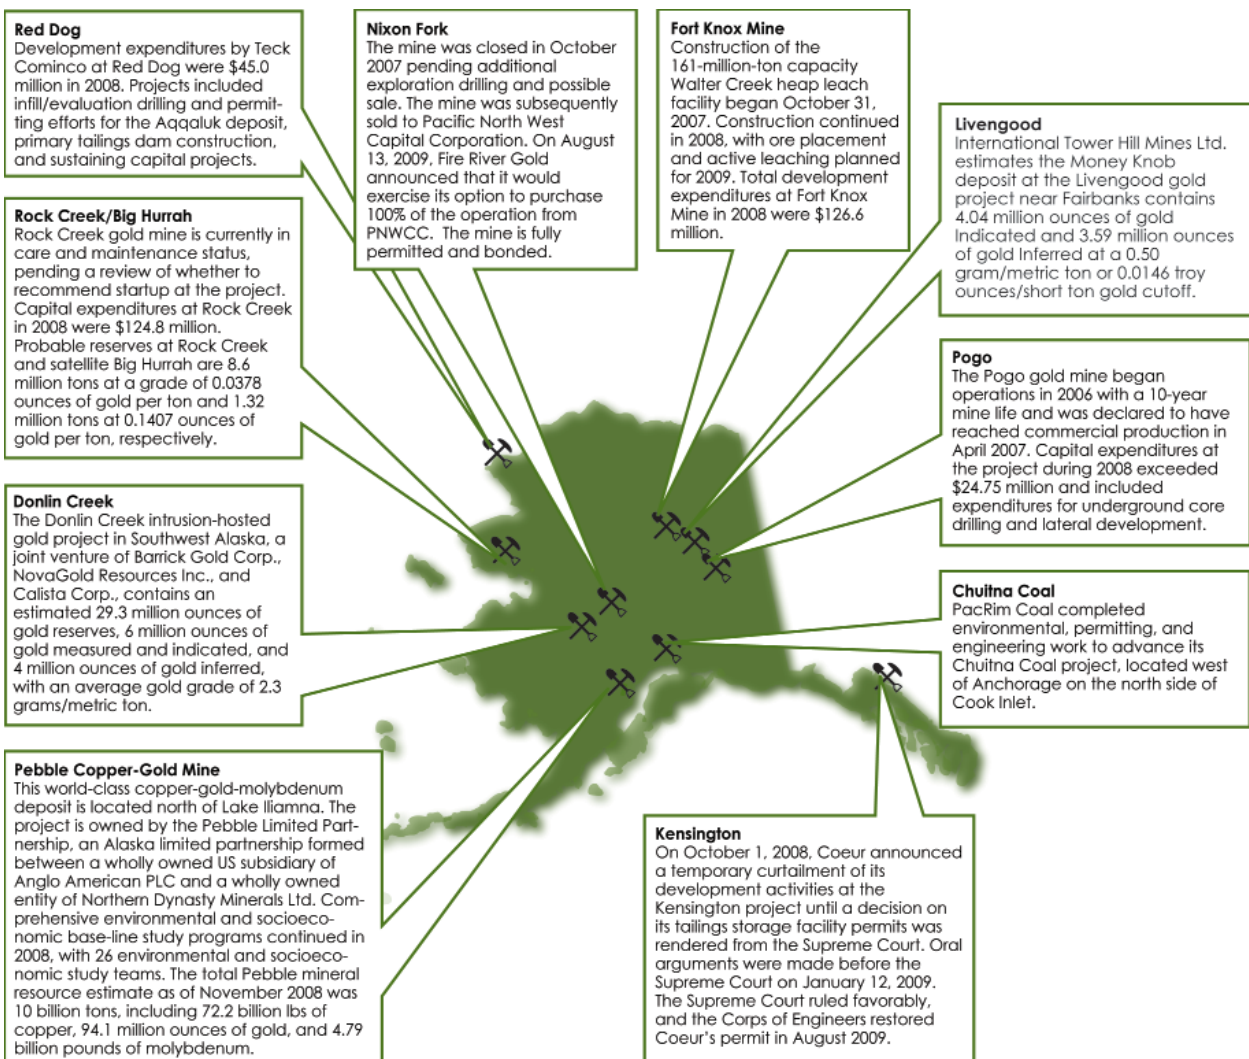 Red Dog
Development expenditures by Teck
Cominco at Red Dog were $45.0
million in 2008. Projects included
infill/evaluation drilling and permit-
ting efforts for the Aqqaluk deposit,
primary tailings dam construction,
and sustaining capital projects.
Nixon Fork
The mine was closed in October
2007 pending additional
exploration drilling and possible
sale. The mine was subsequently
sold to Pacific North West
Capital Corporation. On August
13, 2009, Fire River Gold
announced that it would
exercise its option to purchase
100% of the operation from
PNWCC.  The mine is fully
permitted and bonded.
Fort Knox Mine
Construction of the
161-million-ton capacity
Walter Creek heap leach
facility began October 31,
2007. Construction continued
in 2008, with ore placement
and active leaching planned
for 2009. Total development
expenditures at Fort Knox
Mine in 2008 were $126.6
million.
Livengood
International Tower Hill Mines Ltd.
estimates the Money Knob
deposit at the Livengood gold
project near Fairbanks contains
4.04 million ounces of gold
Indicated and 3.59 million ounces
of gold Inferred at a 0.50
gram/metric ton or 0.0146 troy
ounces/short ton gold cutoff.
Rock Creek/Big Hurrah
Rock Creek gold mine is currently in
care and maintenance status,
pending a review of whether to
recommend startup at the project.
Capital expenditures at Rock Creek
in 2008 were $124.8 million.
Probable reserves at Rock Creek
and satellite Big Hurrah are 8.6
million tons at a grade of 0.0378
ounces of gold per ton and 1.32
million tons at 0.1407 ounces of
gold per ton, respectively.
Pogo
The Pogo gold mine began
operations in 2006 with a 10-year
mine life and was declared to have
reached commercial production in
April 2007. Capital expenditures at
the project during 2008 exceeded
$24.75 million and included
expenditures for underground core
drilling and lateral development.
Donlin Creek
The Donlin Creek intrusion-hosted
gold project in Southwest Alaska, a
joint venture of Barrick Gold Corp.,
NovaGold Resources Inc., and
Calista Corp., contains an
estimated 29.3 million ounces of
gold reserves, 6 million ounces of
gold measured and indicated, and
4 million ounces of gold inferred,
with an average gold grade of 2.3
grams/metric ton.
Chuitna Coal
PacRim Coal completed
environmental, permitting, and
engineering work to advance its
Chuitna Coal project, located west
of Anchorage on the north side of
Cook Inlet.
Pebble Copper-Gold Mine
This world-class copper-gold-molybdenum
deposit is located north of Lake Iliamna. The
project is owned by the Pebble Limited Part-
nership, an Alaska limited partnership formed
between a wholly owned US subsidiary of
Anglo American PLC and a wholly owned
entity of Northern Dynasty Minerals Ltd. Com-
prehensive environmental and socioeco-
nomic base-line study programs continued in
2008, with 26 environmental and socioeco-
nomic study teams. The total Pebble mineral
resource estimate as of November 2008 was
10 billion tons, including 72.2 billion lbs of
copper, 94.1 million ounces of gold, and 4.79
billion pounds of molybdenum.
Kensington
On October 1, 2008, Coeur announced
a temporary curtailment of its
development activities at the
Kensington project until a decision on
its tailings storage facility permits was
rendered from the Supreme Court. Oral
arguments were made before the
Supreme Court on January 12, 2009.
The Supreme Court ruled favorably,
and the Corps of Engineers restored
Coeur's permit in August 2009.